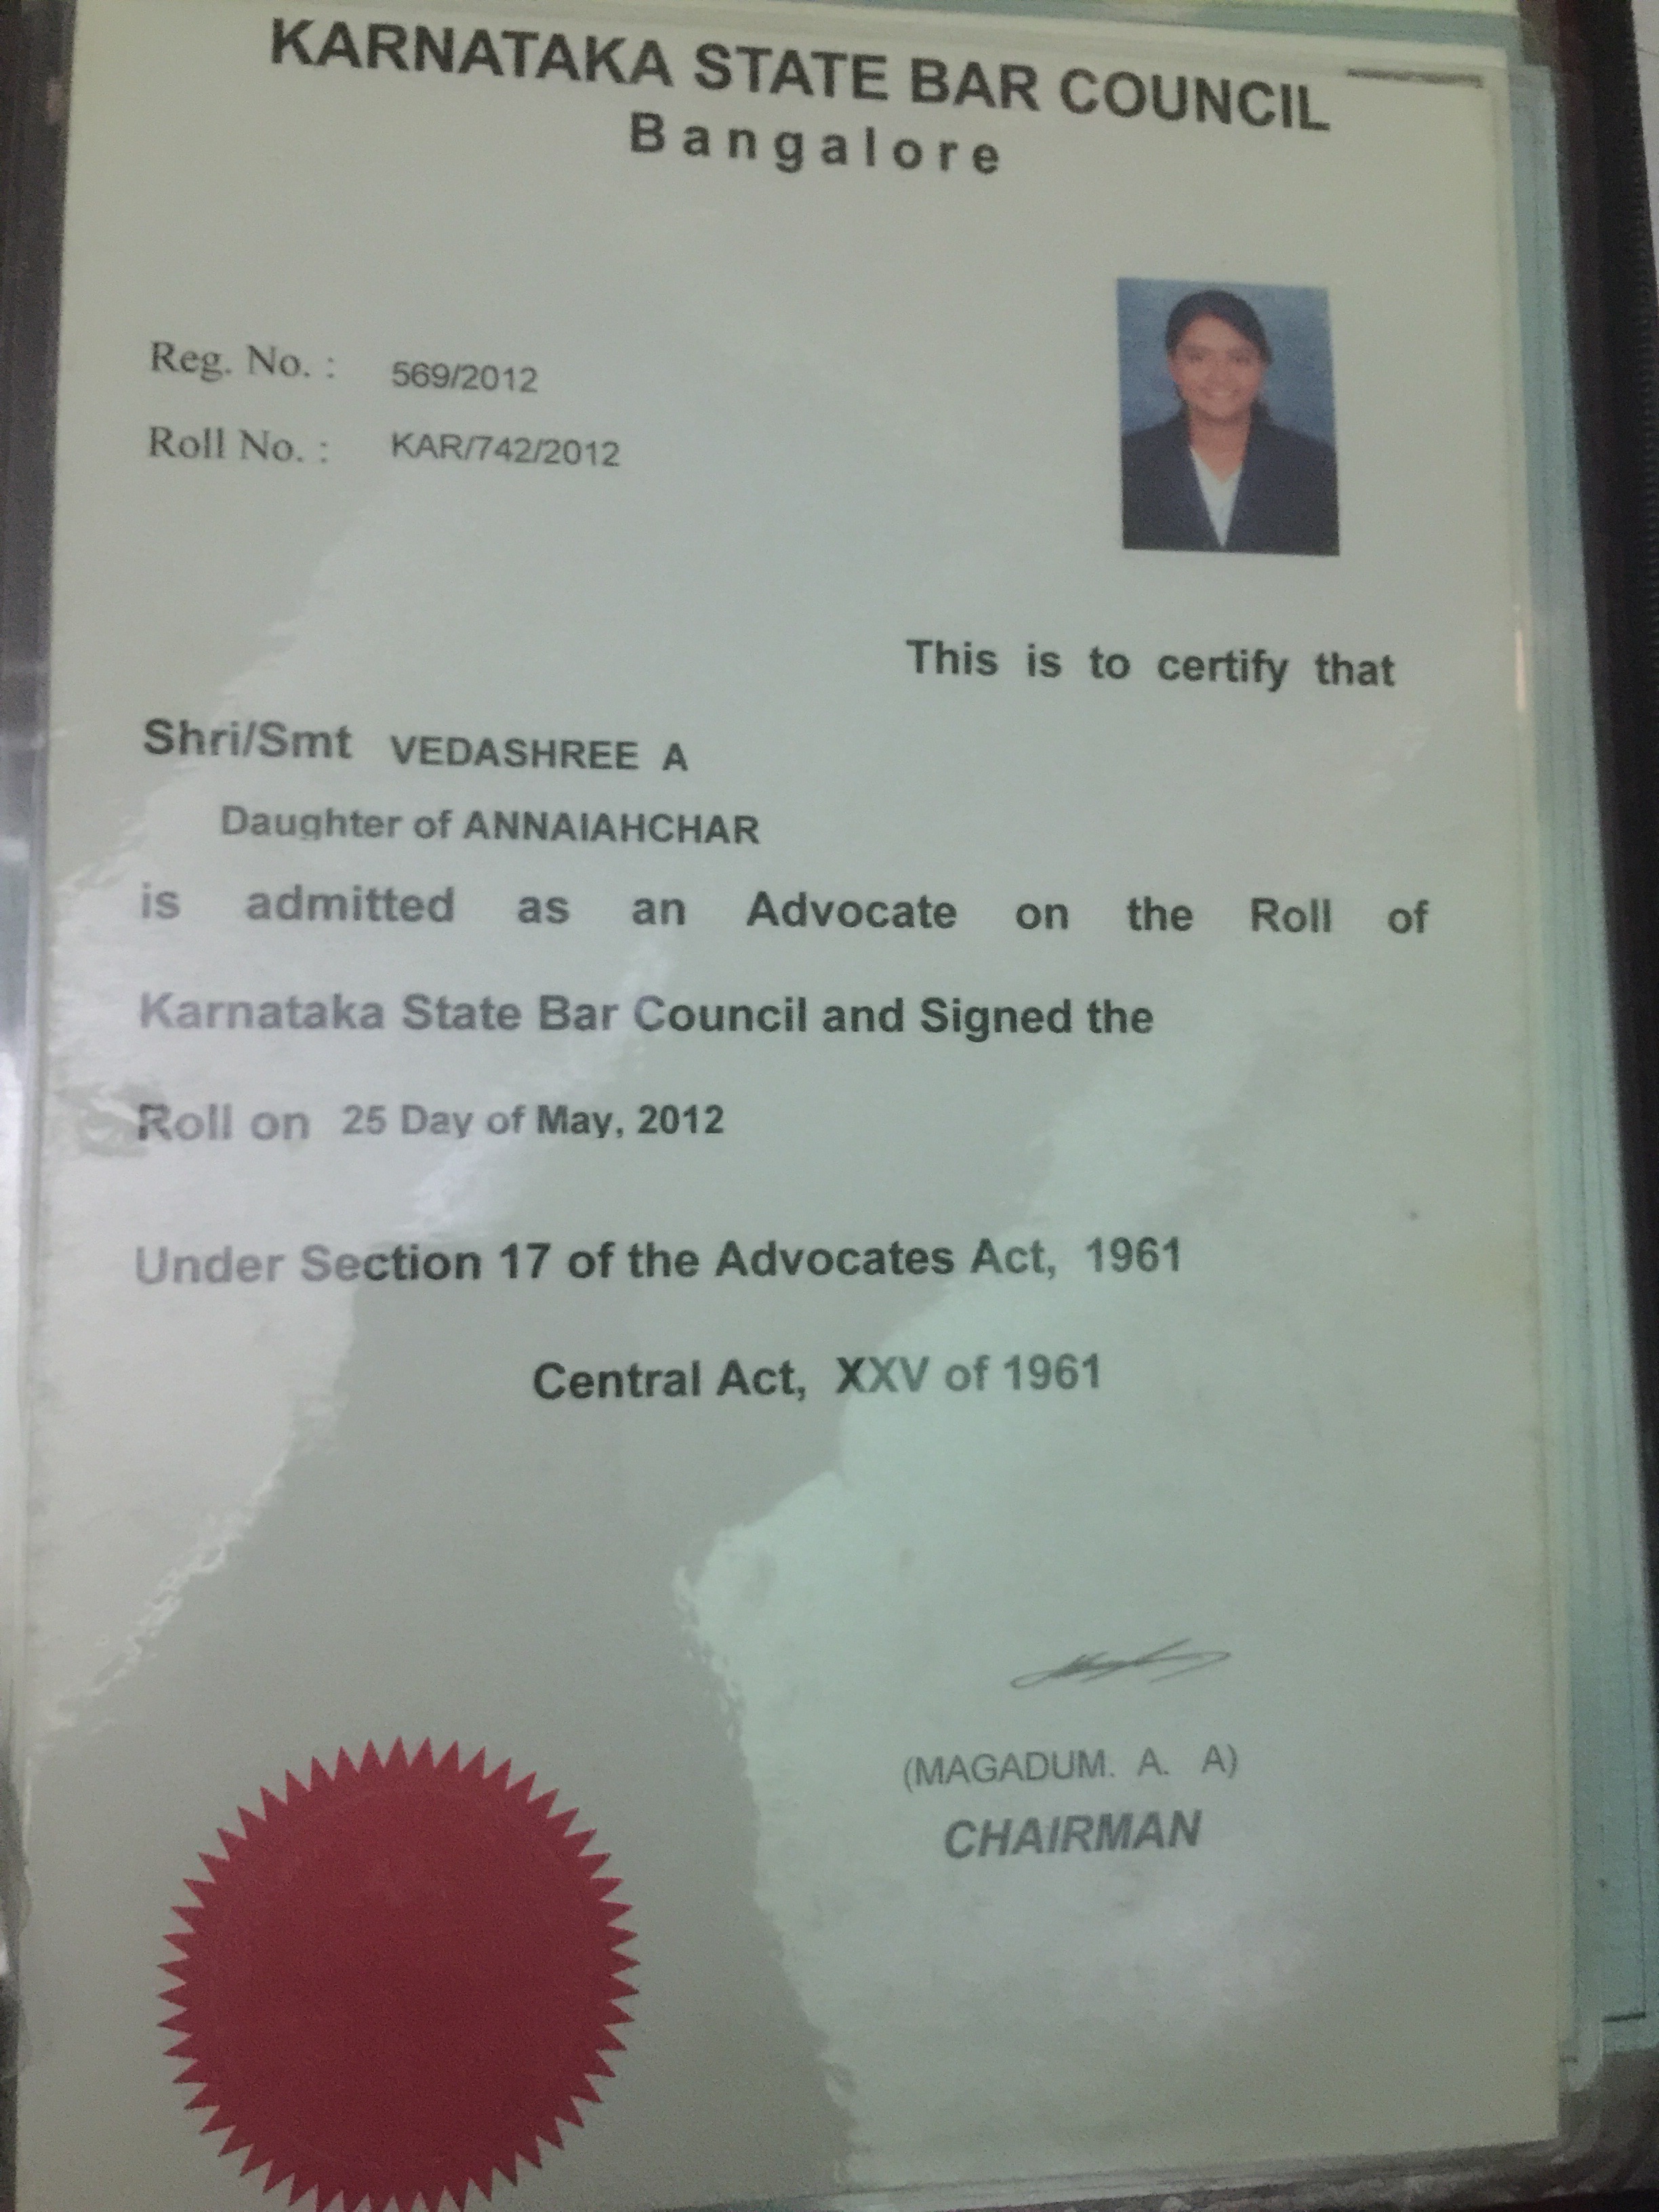 KARNATAKA STATE BAR COUNCIL
Bangalore
Reg. No. : 569/2012
Roll No. : KAR/742/2012
This is to certify that
Shri/Smt VEDASHREE A
Daughter of ANNAIAHCHAR
is admitted as an Advocate on the Roll of
Karnataka State Bar Council and Signed the
Roll on 25 Day of May, 2012
Under Section 17 of the Advocates Act, 1961
Central Act, XXV of 1961
(MAGADUM. A. A)
CHAIRMAN